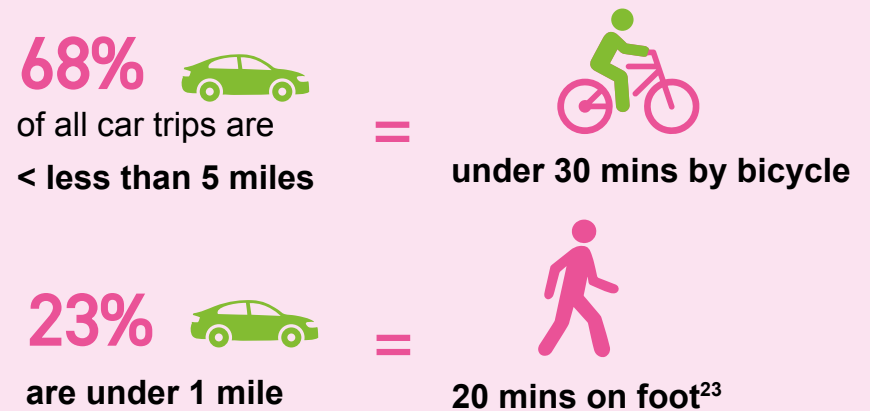 68%
of all car trips are
< less than 5 miles
=
under 30 mins by bicycle
23%
are under 1 mile
=
20 mins on foot²³